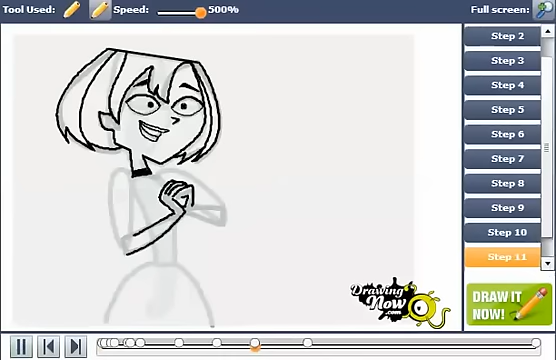 Tool Used: Speed: 500% Full screen:
Step 2
Step 3
Step 4
Step 5
Step 6
Step 7
Step 8
Step 9
Step 10
Step 11
Drawing
Now
.com
DRAW IT
NOW!